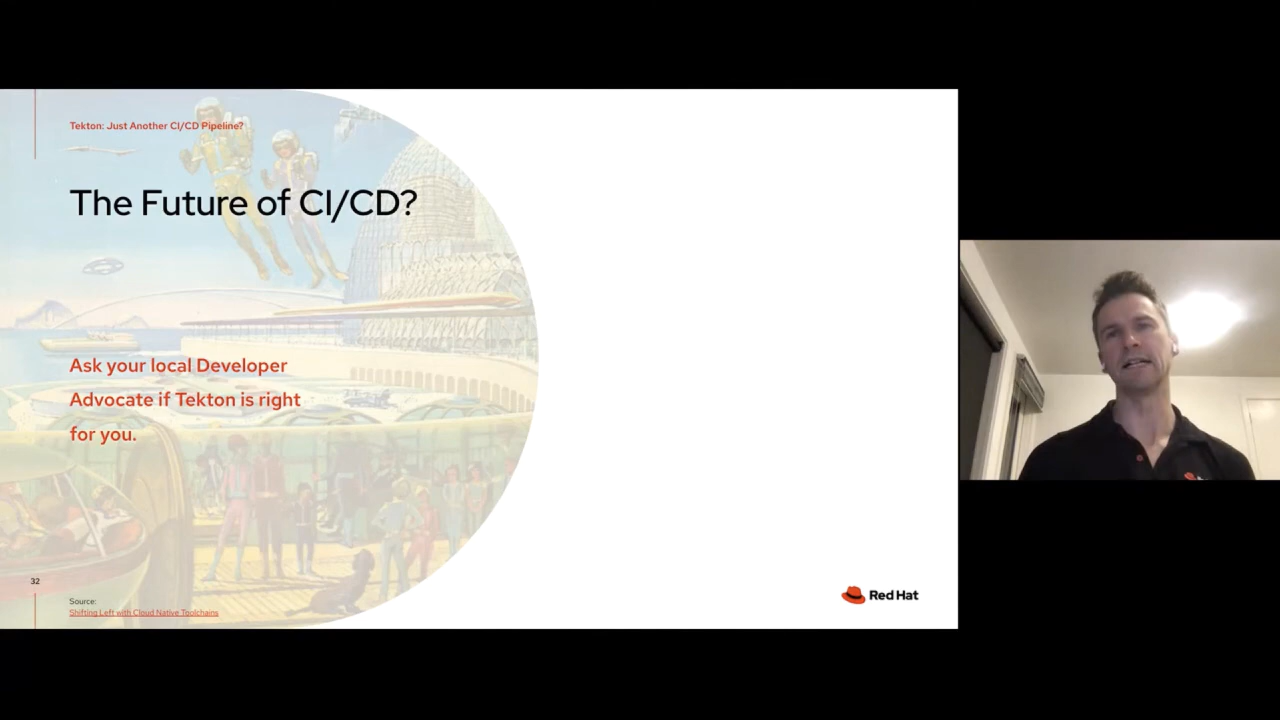 Tekton: Just Another CI/CD Pipeline?
The Future of CI/CD?
Ask your local Developer
Advocate if Tekton is right
for you.
32
Source:
Shifting Left with Cloud Native Toolchains
Red Hat